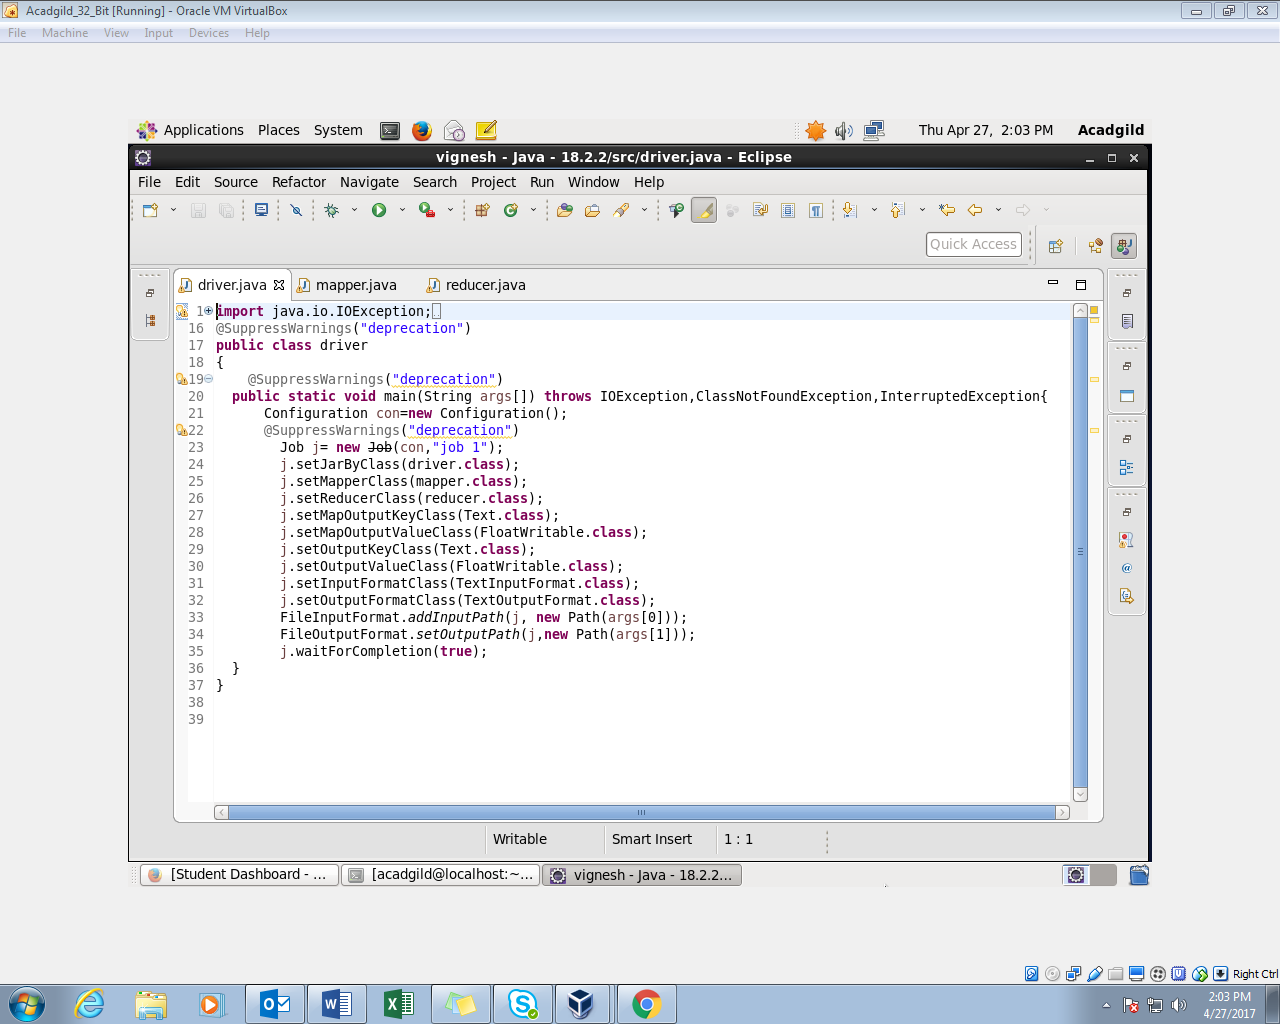 Acadgild_32_Bit [Running] - Oracle VM VirtualBox
File Machine View Input Devices Help
Applications Places System Thu Apr 27, 2:03 PM Acadgild
vignesh - Java - 18.2.2/src/driver.java - Eclipse
File Edit Source Refactor Navigate Search Project Run Window Help
Quick Access
driver.java mapper.java reducer.java
1 import java.io.IOException;
16 @SuppressWarnings("deprecation")
17 public class driver
18 {
19 @SuppressWarnings("deprecation")
20 public static void main(String args[]) throws IOException,ClassNotFoundException,InterruptedException{
21 Configuration con=new Configuration();
22 @SuppressWarnings("deprecation")
23 Job j= new Job(con,"job 1");
24 j.setJarByClass(driver.class);
25 j.setMapperClass(mapper.class);
26 j.setReducerClass(reducer.class);
27 j.setMapOutputKeyClass(Text.class);
28 j.setMapOutputValueClass(FloatWritable.class);
29 j.setOutputKeyClass(Text.class);
30 j.setOutputValueClass(FloatWritable.class);
31 j.setInputFormatClass(TextInputFormat.class);
32 j.setOutputFormatClass(TextOutputFormat.class);
33 FileInputFormat.addInputPath(j, new Path(args[0]));
34 FileOutputFormat.setOutputPath(j,new Path(args[1]));
35 j.waitForCompletion(true);
36 }
37 }
38
39
Writable Smart Insert 1 : 1
[Student Dashboard - ... [acadgild@localhost:~... vignesh - Java - 18.2.2...
Right Ctrl
2:03 PM
4/27/2017